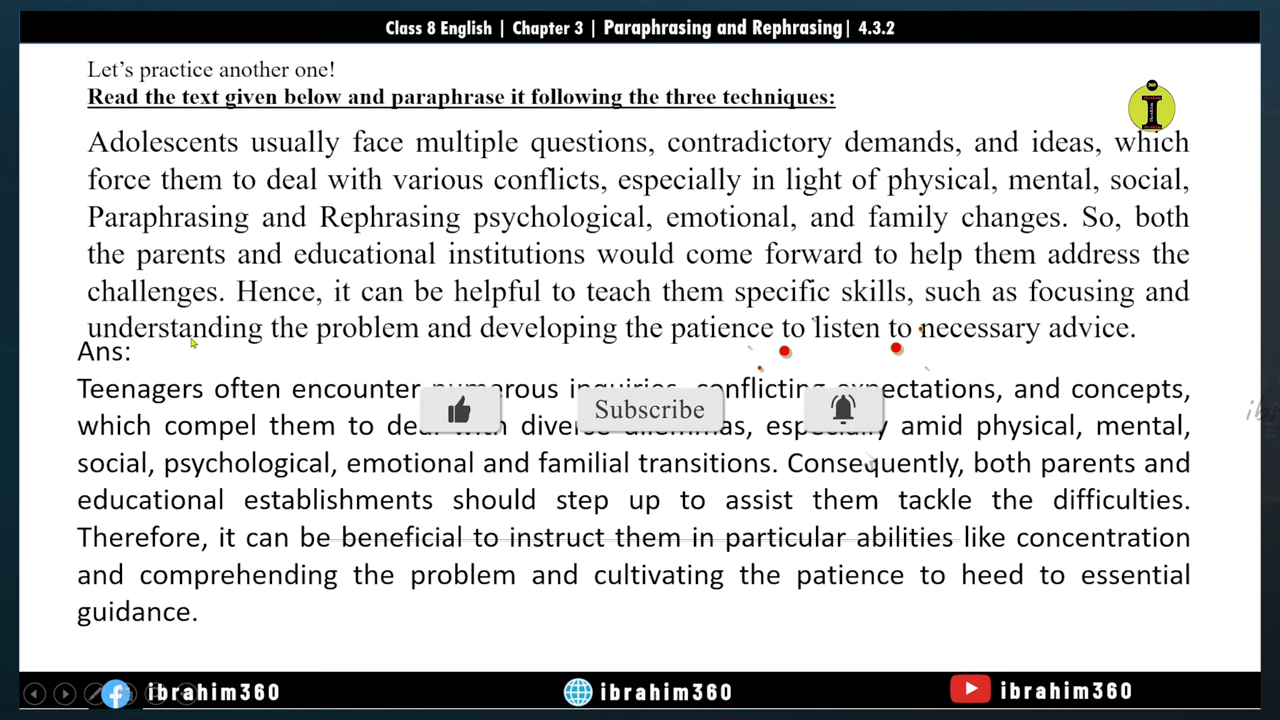 Class 8 English | Chapter 3 | Paraphrasing and Rephrasing| 4.3.2
Let's practice another one!
Read the text given below and paraphrase it following the three techniques:
Adolescents usually face multiple questions, contradictory demands, and ideas, which
force them to deal with various conflicts, especially in light of physical, mental, social,
Paraphrasing and Rephrasing psychological, emotional, and family changes. So, both
the parents and educational institutions would come forward to help them address the
challenges. Hence, it can be helpful to teach them specific skills, such as focusing and
understanding the problem and developing the patience to listen to necessary advice.
Ans:
Teenagers often encounter numerous inquiries, conflicting expectations, and concepts,
which compel them to deal with diverse dilemmas, especially amid physical, mental,
Subscribe
social, psychological, emotional and familial transitions. Consequently, both parents and
educational establishments should step up to assist them tackle the difficulties.
Therefore, it can be beneficial to instruct them in particular abilities like concentration
and comprehending the problem and cultivating the patience to heed to essential
guidance.
ibrahim360
ibrahim360
ibrahim360